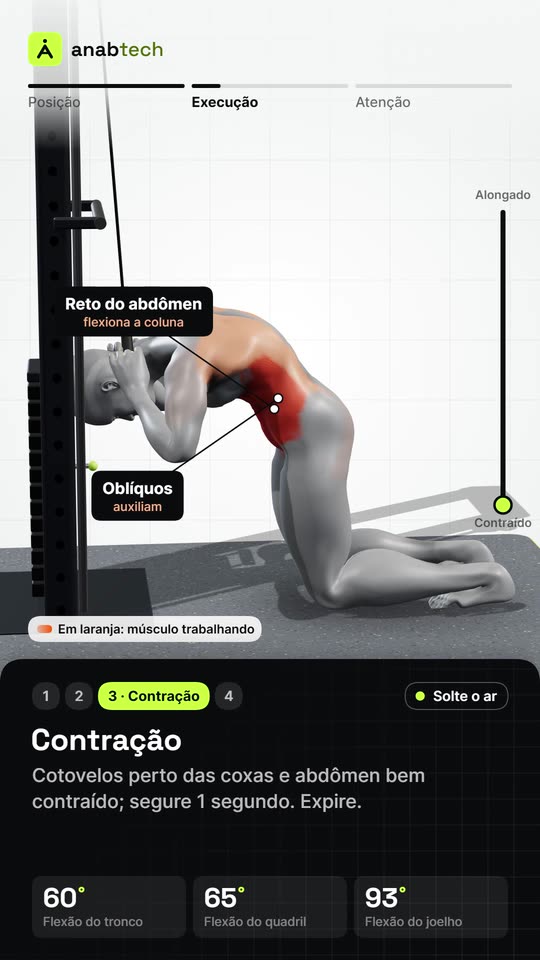 anabtech
Posição
Execução
Atenção
Alongado
Reto do abdômen
flexiona a coluna
Oblíquos
auxiliam
Contraído
Em laranja: músculo trabalhando
1
2
3 · Contração
4
Solte o ar
Contração
Cotovelos perto das coxas e abdômen bem
contraído; segure 1 segundo. Expire.
60°
65°
93°
Flexão do tronco
Flexão do quadril
Flexão do joelho